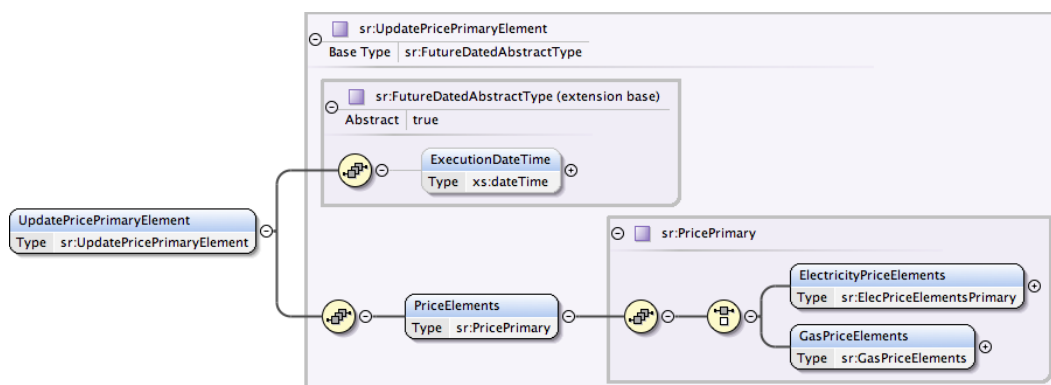 sr:UpdatePricePrimaryElement
Base Type sr:FutureDatedAbstractType
sr:FutureDatedAbstractType (extension base)
Abstract true
ExecutionDateTime
Type xs:dateTime
UpdatePricePrimaryElement
Type sr:UpdatePricePrimaryElement
sr:PricePrimary
ElectricityPriceElements
Type sr:ElecPriceElementsPrimary
PriceElements
Type sr:PricePrimary
GasPriceElements
Type sr:GasPriceElements